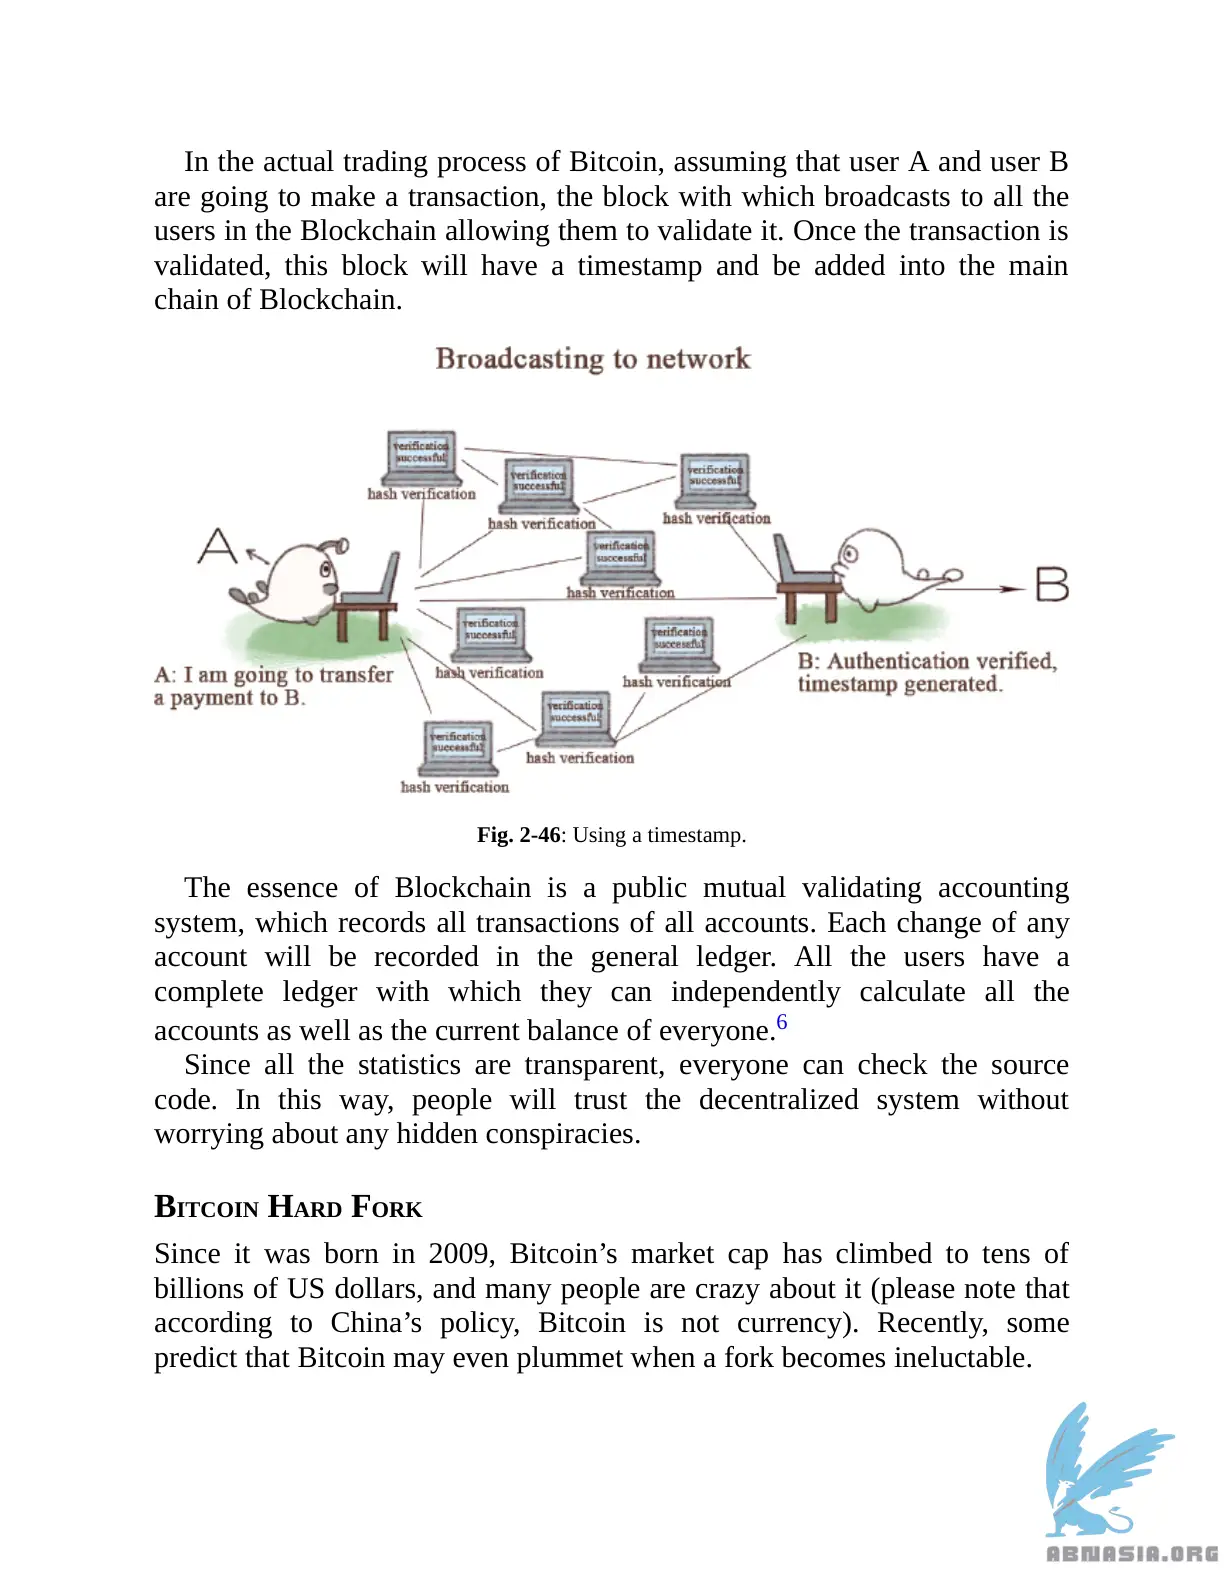 In the actual trading process of Bitcoin, assuming that user A and user B
are going to make a transaction, the block with which broadcasts to all the
users in the Blockchain allowing them to validate it. Once the transaction is
validated, this block will have a timestamp and be added into the main
chain of Blockchain.
Broadcasting to network
verification
successful
hash verification
verification
successful
hash verification
verification
successful
hash verification
verification
successful
hash verification
A
B
verification
successful
hash verification
verification
successful
hash verification
A: I am going to transfer
a payment to B.
B: Authentication verified,
timestamp generated.
verification
successful
hash verification
verification
successful
hash verification
Fig. 2-46: Using a timestamp.
The essence of Blockchain is a public mutual validating accounting
system, which records all transactions of all accounts. Each change of any
account will be recorded in the general ledger. All the users have a
complete ledger with which they can independently calculate all the
accounts as well as the current balance of everyone.6
Since all the statistics are transparent, everyone can check the source
code. In this way, people will trust the decentralized system without
worrying about any hidden conspiracies.
BITCOIN HARD FORK
Since it was born in 2009, Bitcoin’s market cap has climbed to tens of
billions of US dollars, and many people are crazy about it (please note that
according to China’s policy, Bitcoin is not currency). Recently, some
predict that Bitcoin may even plummet when a fork becomes ineluctable.
ABNASIA.ORG